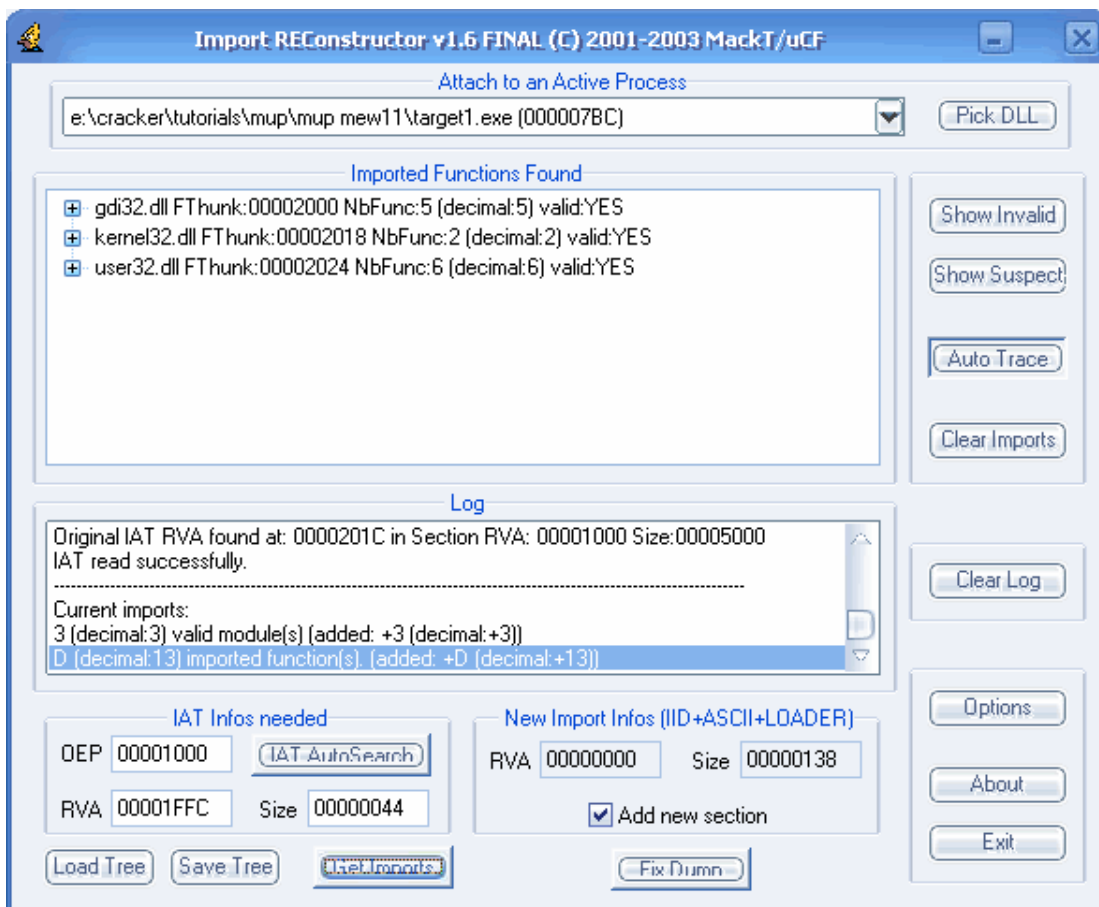 Import REConstructor v1.6 FINAL (C) 2001-2003 MackT/uCF
Attach to an Active Process
e:\cracker\tutorials\mup\mup mew11\target1.exe (000007BC)
Pick DLL
Imported Functions Found
gdi32.dll FThunk:00002000 NbFunc:5 (decimal:5) valid:YES
kernel32.dll FThunk:00002018 NbFunc:2 (decimal:2) valid:YES
user32.dll FThunk:00002024 NbFunc:6 (decimal:6) valid:YES
Show Invalid
Show Suspect
Auto Trace
Clear Imports
Log
Original IAT RVA found at: 0000201C in Section RVA: 00001000 Size:00005000
IAT read successfully.
---------------------------------------------------------------------------------------------------------------------------
Current imports:
3 (decimal:3) valid module(s) (added: +3 (decimal:+3))
D (decimal:13) imported function(s). (added: +D (decimal:+13))
Clear Log
IAT Infos needed
OEP 00001000 IAT AutoSearch
RVA 00001FFC Size 00000044
New Import Infos (IID+ASCII+LOADER)
RVA 00000000 Size 00000138
Add new section
Options
About
Exit
Load Tree Save Tree Get Imports Fix Dump